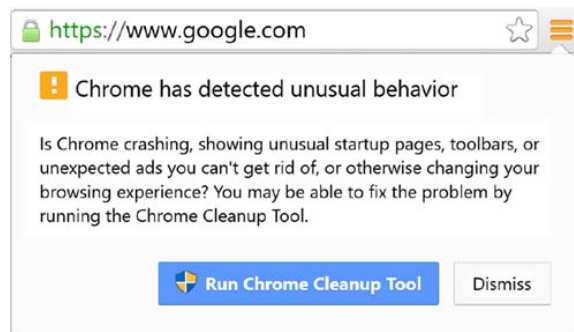 https://www.google.com
Chrome has detected unusual behavior
Is Chrome crashing, showing unusual startup pages, toolbars, or
unexpected ads you can't get rid of, or otherwise changing your
browsing experience? You may be able to fix the problem by
running the Chrome Cleanup Tool.
Run Chrome Cleanup Tool
Dismiss